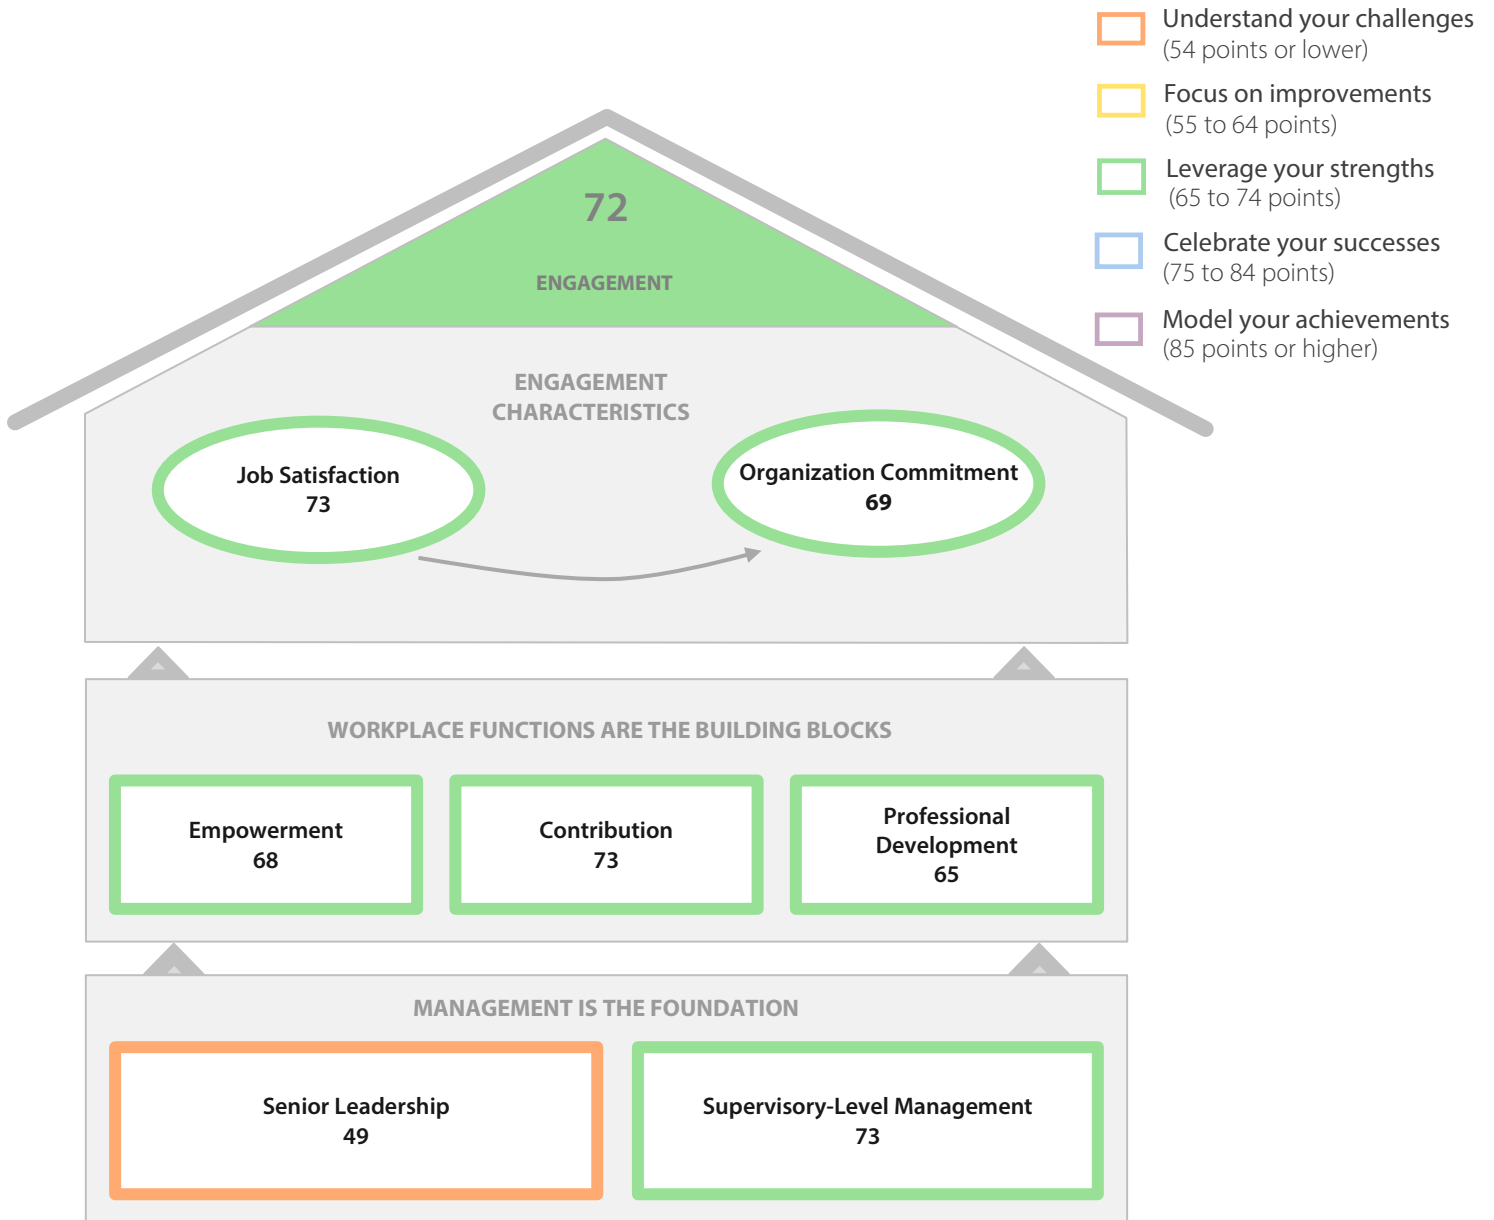 Understand your challenges
(54 points or lower)
Focus on improvements
(55 to 64 points)
Leverage your strengths
(65 to 74 points)
Celebrate your successes
(75 to 84 points)
Model your achievements
(85 points or higher)
72
ENGAGEMENT
ENGAGEMENT
CHARACTERISTICS
Job Satisfaction
73
Organization Commitment
69
WORKPLACE FUNCTIONS ARE THE BUILDING BLOCKS
Empowerment
68
Contribution
73
Professional
Development
65
MANAGEMENT IS THE FOUNDATION
Senior Leadership
49
Supervisory-Level Management
73